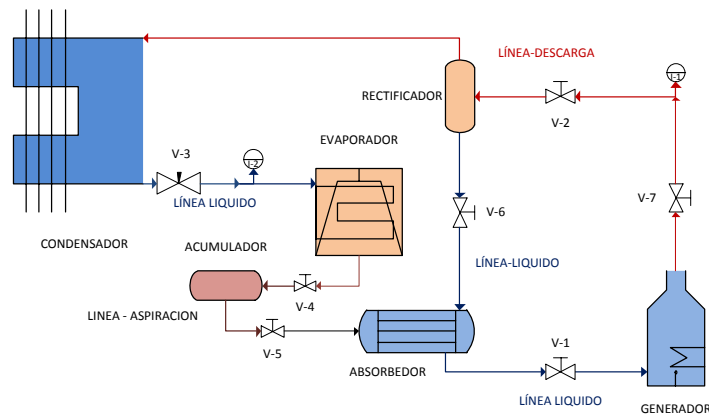 LÍNEA-DESCARGA
I-1
RECTIFICADOR
V-2
EVAPORADOR
V-3
I-2
V-7
LÍNEA LIQUIDO
V-6
CONDENSADOR
ACUMULADOR
LÍNEA-LIQUIDO
V-4
LINEA - ASPIRACION
V-1
V-5
ABSORBEDOR
LÍNEA LIQUIDO
GENERADOR